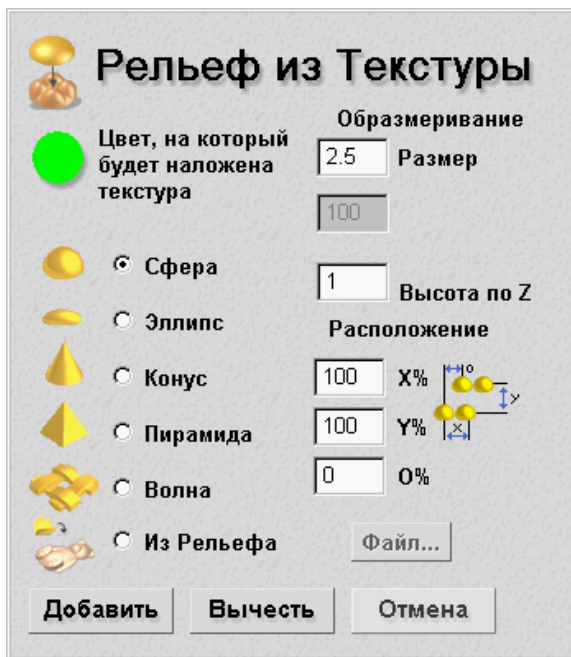 Рельеф из Текстуры
Цвет, на который
будет наложена
текстура
Образмеривание
2.5 Размер
100
Сфера
1 Высота по Z
Эллипс
Расположение
Конус
100 X%
Пирамида
100 Y%
Волна
0 O%
o
y
x
Из Рельефа
Файл...
Добавить Вычесть Отмена